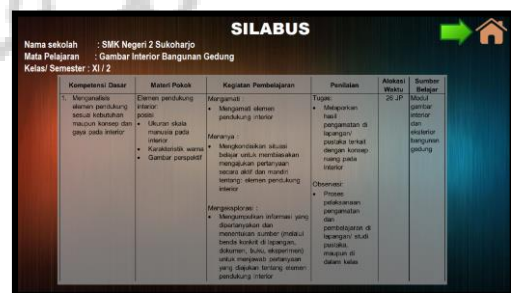 SILABUS
Nama sekolah : SMK Negeri 2 Sukoharjo
Mata Pelajaran : Gambar Interior Bangunan Gedung
Kelas/ Semester : XI / 2
Kompetensi Dasar
Materi Pokok
Kegiatan Pembelajaran
Penilaian
Alokasi
Waktu
Sumber
Belajar
1. Menganalisis
elemen pendukung
sesuai kebutuhan
maupun konsep dan
gaya pada interior
Elemen pendukung
interior:
posisi
• Ukuran skala
manusia pada
interior
• Karakteristik warna
• Gambar perspektif
Mengamati :
• Mengamati elemen
pendukung interior
Menanya :
• Mengkondisikan situasi
belajar untuk membiasakan
mengajukan pertanyaan
secara aktif dan mandiri
tentang: elemen pendukung
interior
Mengeksplorasi :
• Mengumpulkan informasi yang
dipertanyakan dan
menentukan sumber (melalui
benda konkrit di lapangan,
dokumen, buku, eksperimen)
untuk menjawab pertanyaan
yang diajukan tentang elemen
pendukung interior
Tugas:
• Melaporkan
hasil
pengamatan di
lapangan/
pustaka terkait
dengan konsep
ruang pada
interior
Observasi:
• Proses
pelaksanaan
pengamatan
dan
pembelajaran di
lapangan/ studi
pustaka,
maupun di
dalam kelas
26 JP
Modul
gambar
interior
dan
eksterior
bangunan
gedung